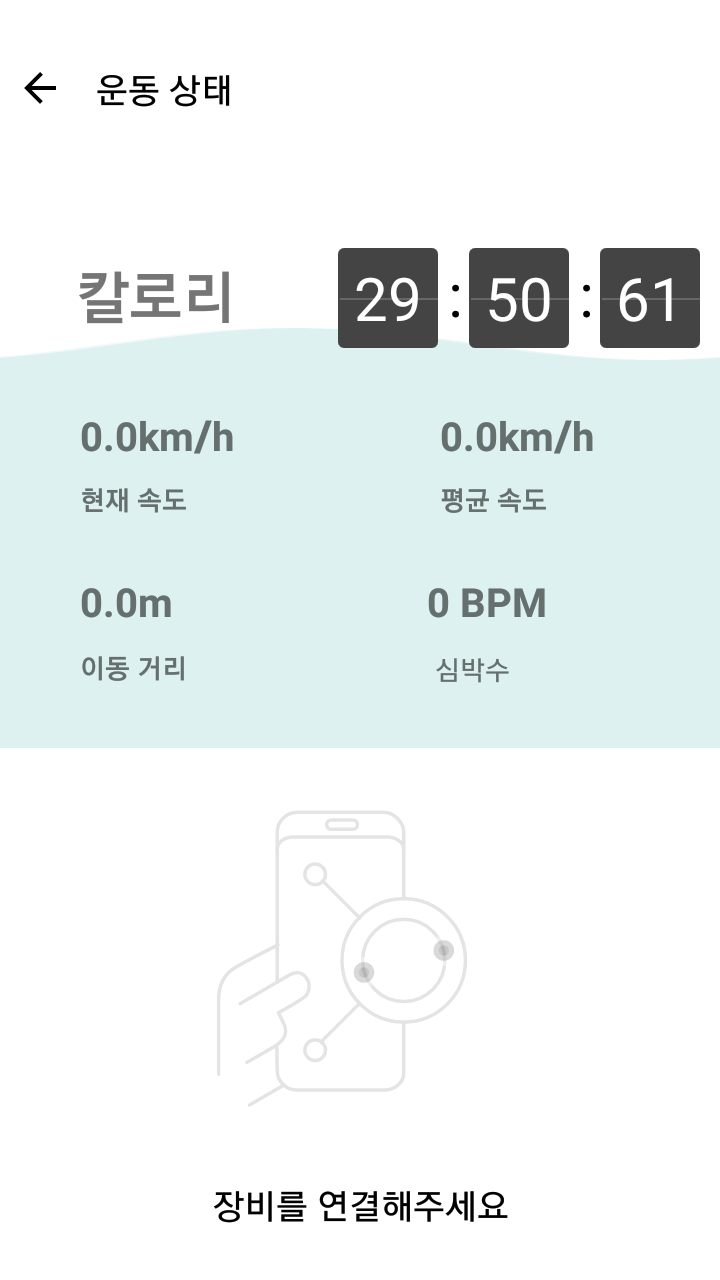 운동 상태
칼로리 29 : 50 : 61
0.0km/h 0.0km/h
현재 속도 평균 속도
0.0m 0 BPM
이동 거리 심박수
장비를 연결해주세요